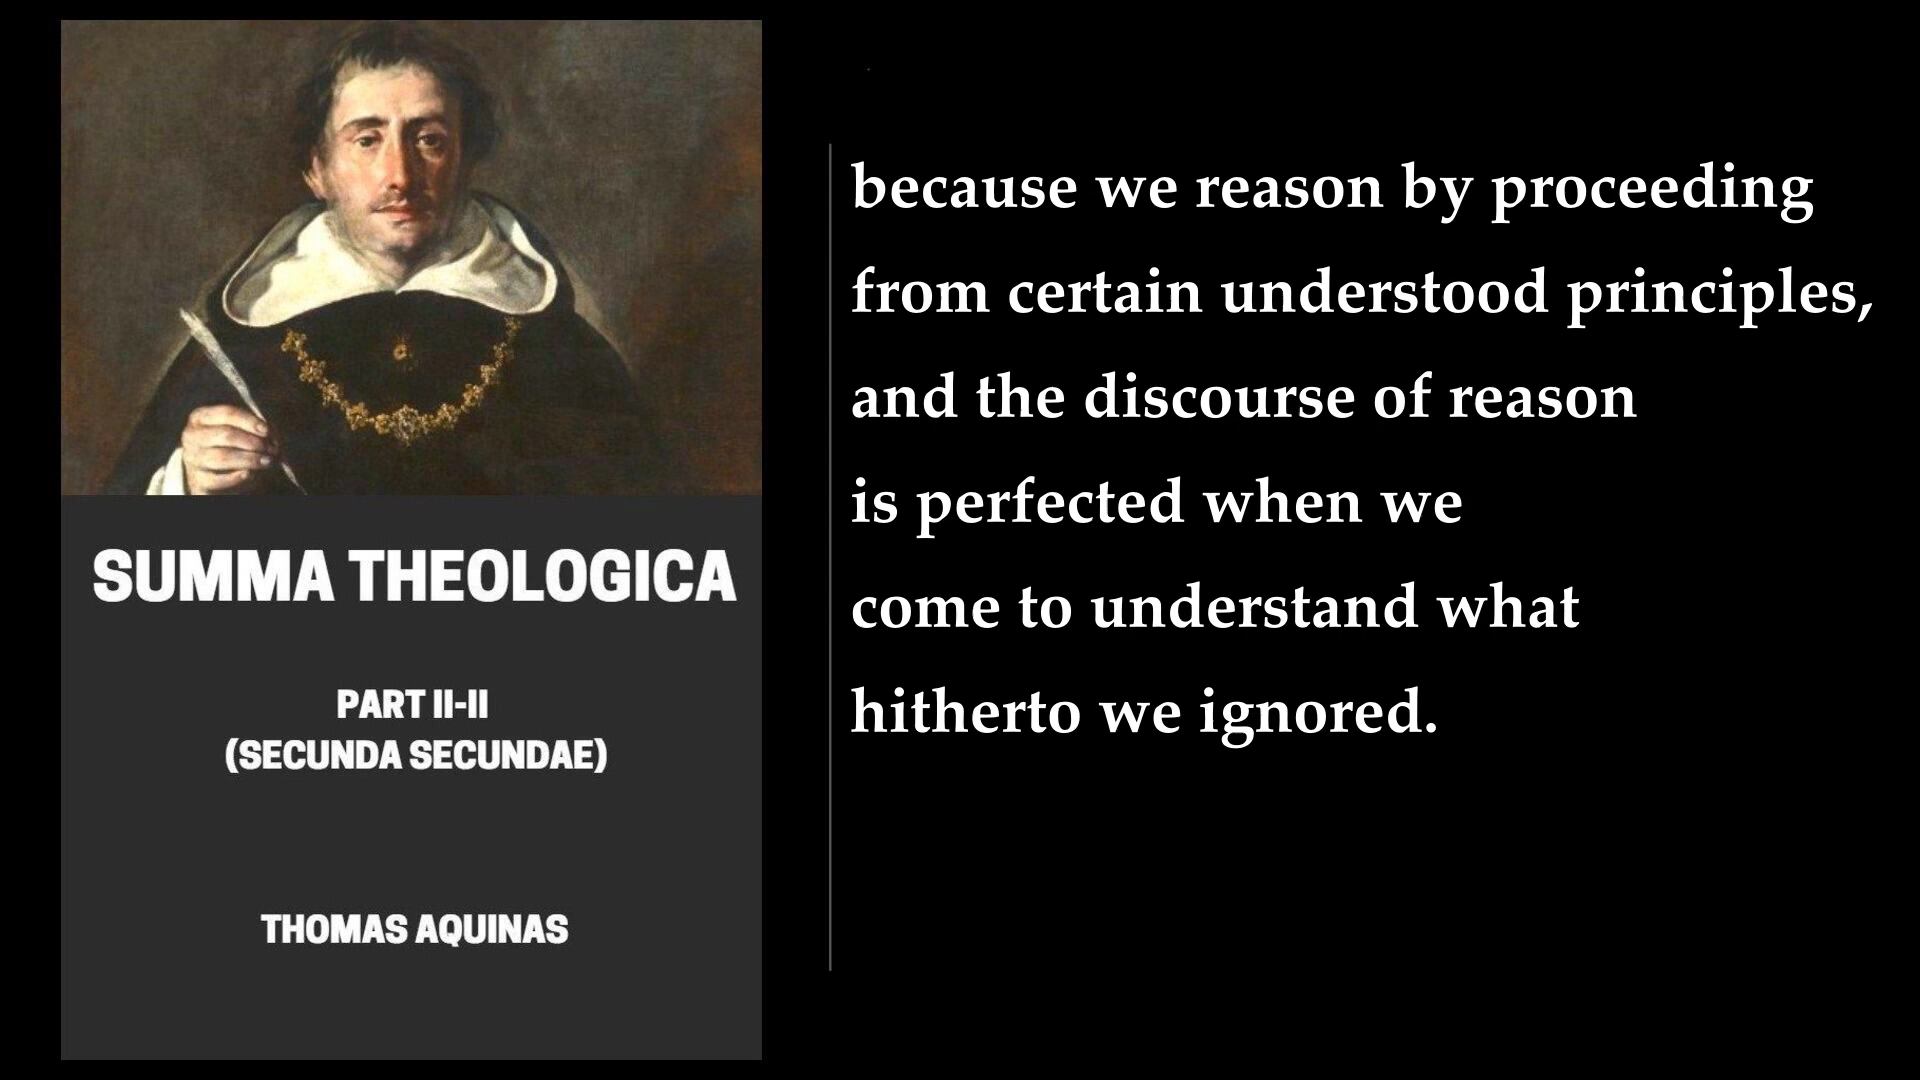 SUMMA THEOLOGICA
PART II-II
(SECUNDA SECUNDAE)
THOMAS AQUINAS
because we reason by proceeding
from certain understood principles,
and the discourse of reason
is perfected when we
come to understand what
hitherto we ignored.